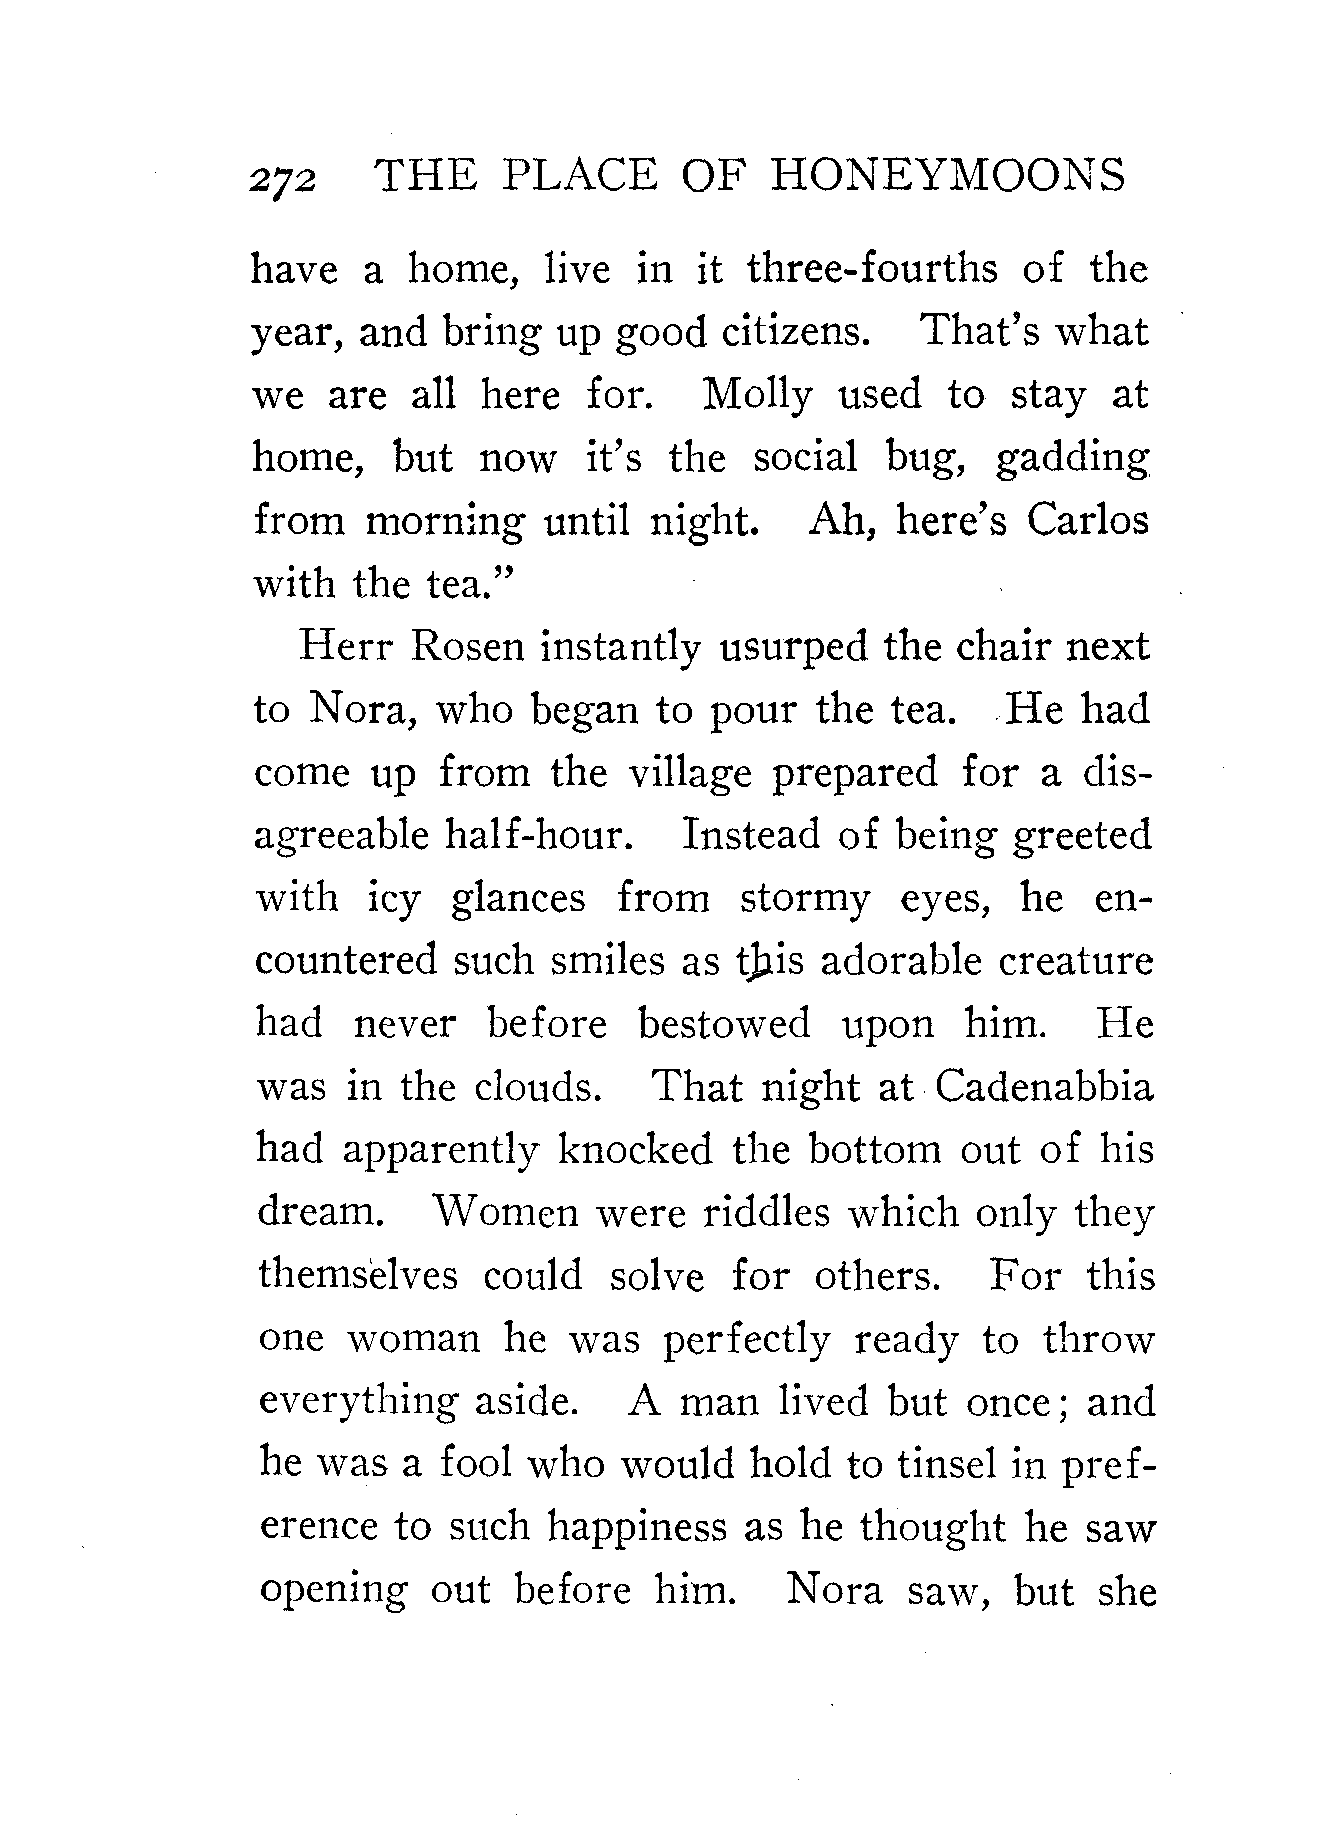 272 THE PLACE OF HONEYMOONS
have a home, live in it three-fourths of the
year, and bring up good citizens. That's what
we are all here for. Molly used to stay at
home, but now it's the social bug, gadding
from morning until night. Ah, here's Carlos
with the tea."
Herr Rosen instantly usurped the chair next
to Nora, who began to pour the tea. He had
come up from the village prepared for a dis-
agreeable half-hour. Instead of being greeted
with icy glances from stormy eyes, he en-
countered such smiles as this adorable creature
had never before bestowed upon him. He
was in the clouds. That night at Cadenabbia
had apparently knocked the bottom out of his
dream. Women were riddles which only they
themselves could solve for others. For this
one woman he was perfectly ready to throw
everything aside. A man lived but once; and
he was a fool who would hold to tinsel in pref-
erence to such happiness as he thought he saw
opening out before him. Nora saw, but she